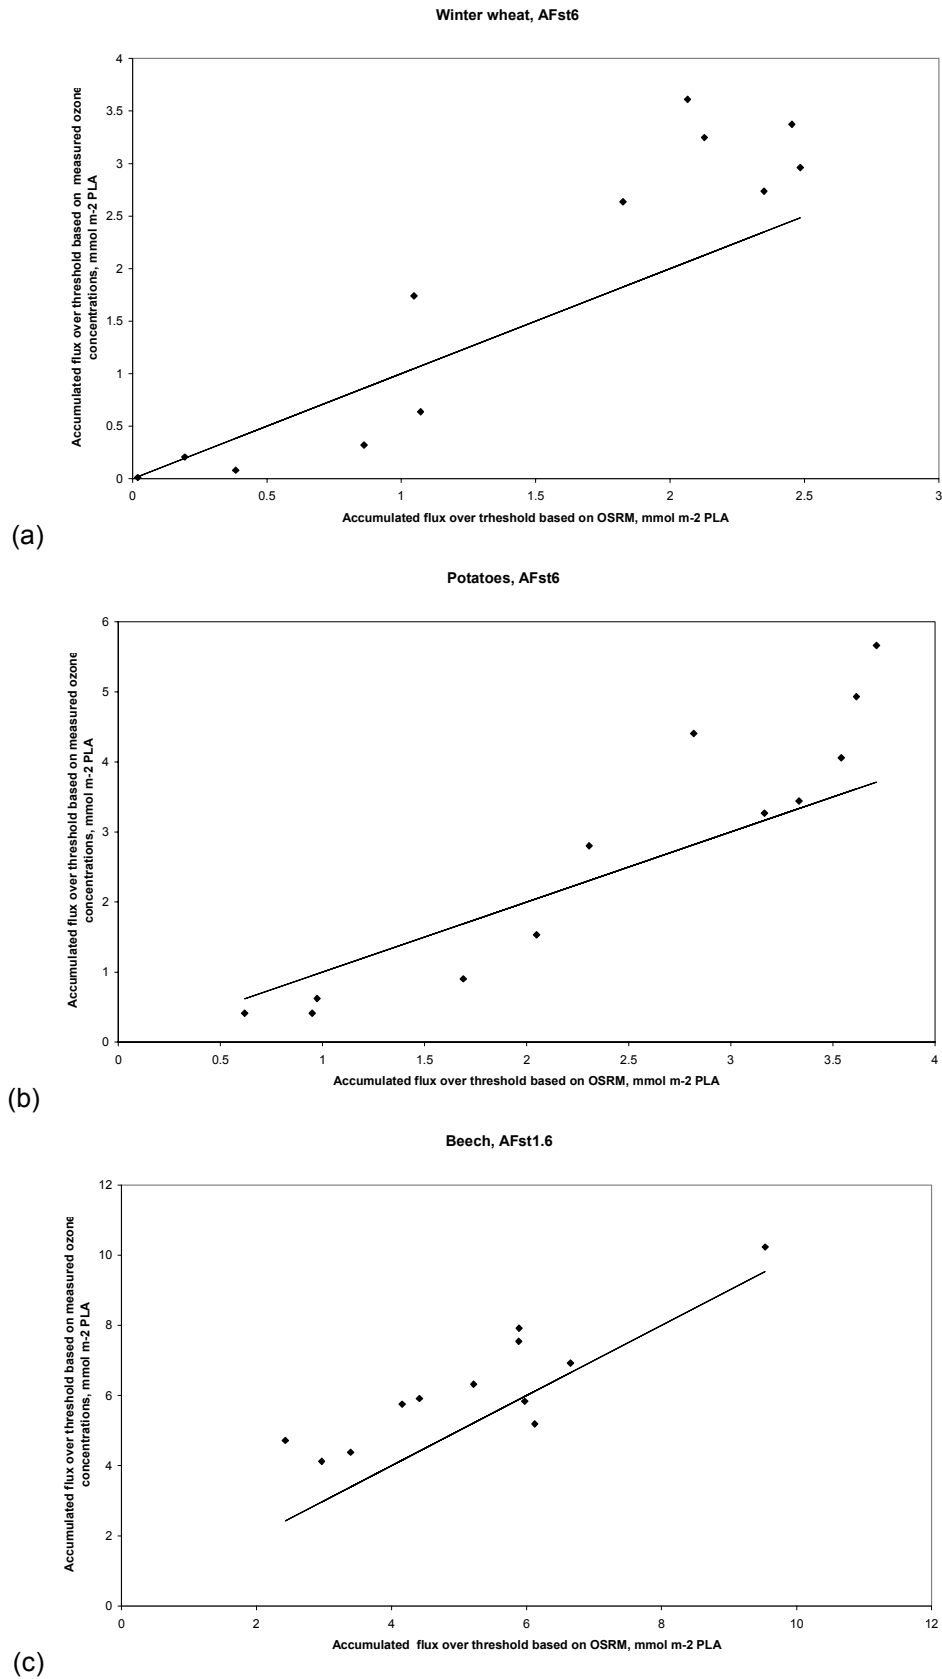 Winter wheat, AFst6
Accumulated flux over threshold based on measured ozone
concentrations, mmol m-2 PLA
4
3.5
3
2.5
2
1.5
1
0.5
0
0 0.5 1 1.5 2 2.5 3
Accumulated flux over trheshold based on OSRM, mmol m-2 PLA
(a)
Potatoes, AFst6
Accumulated flux over threshold based on measured ozone
concentrations, mmol m-2 PLA
6
5
4
3
2
1
0
0 0.5 1 1.5 2 2.5 3 3.5 4
Accumulated flux over threshold based on OSRM, mmol m-2 PLA
(b)
Beech, AFst1.6
Accumulated flux over threshold based on measured ozone
concentrations, mmol m-2 PLA
12
10
8
6
4
2
0
0 2 4 6 8 10 12
Accumulated flux over threshold based on OSRM, mmol m-2 PLA
(c)